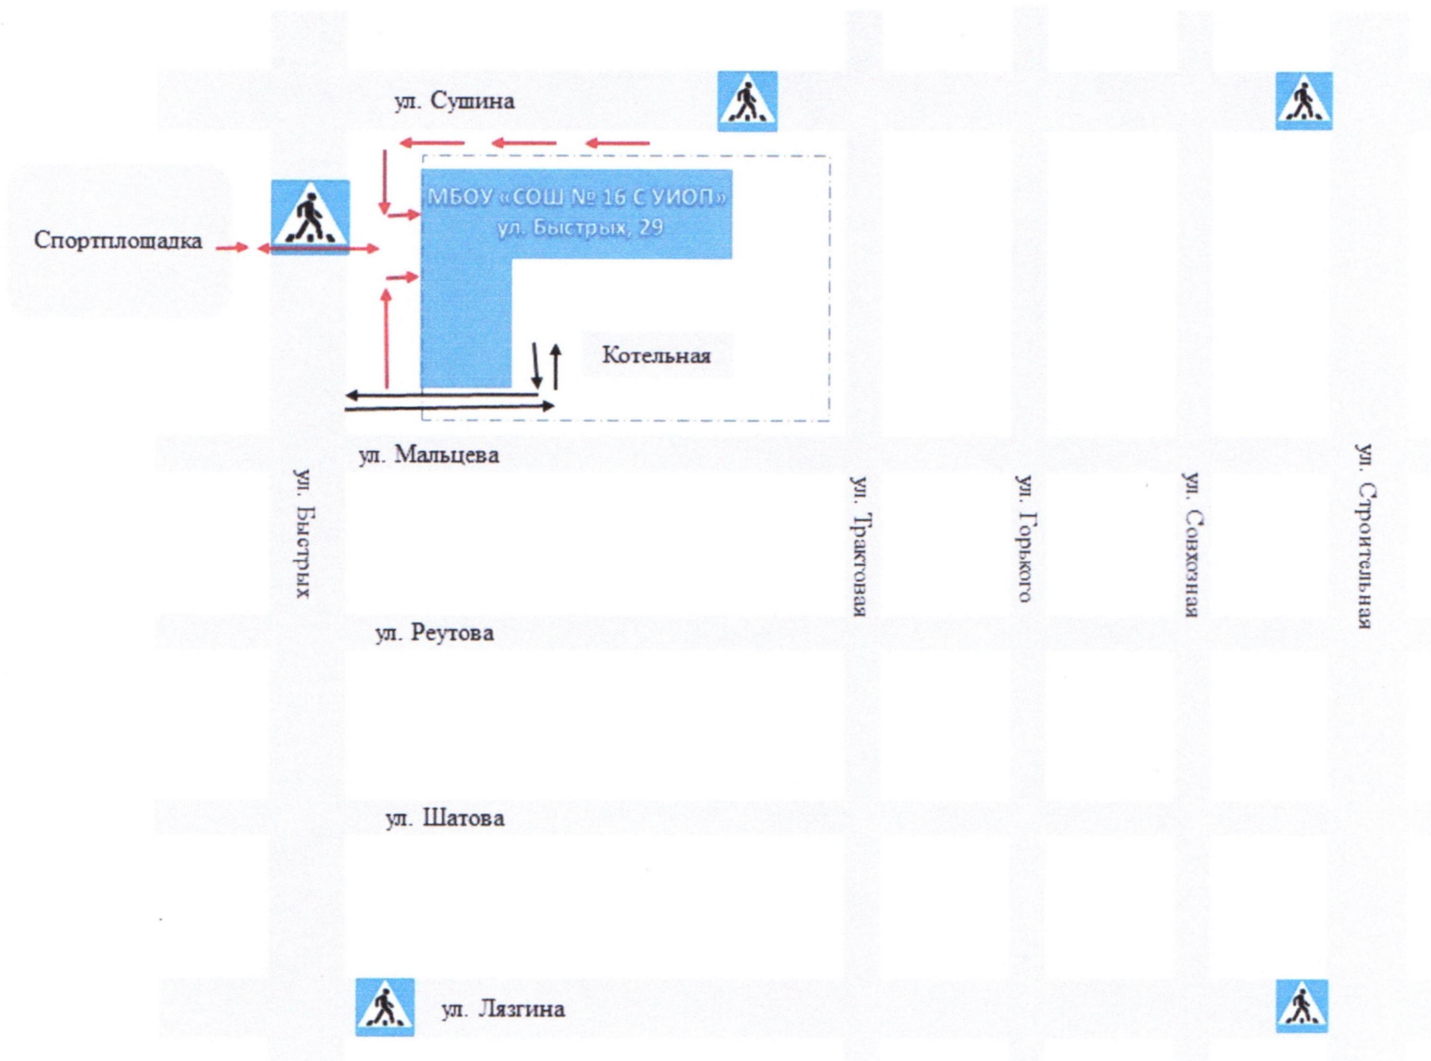 ул. Сушина
МБОУ «СОШ № 16 С УИОП»
ул. Быстрых, 29
Спортплощадка
Котельная
ул. Мальцева
ул. Быстрых
ул. Трактовая
ул. Горького
ул. Совхозная
ул. Строительная
ул. Реутова
ул. Шатова
ул. Лязгина